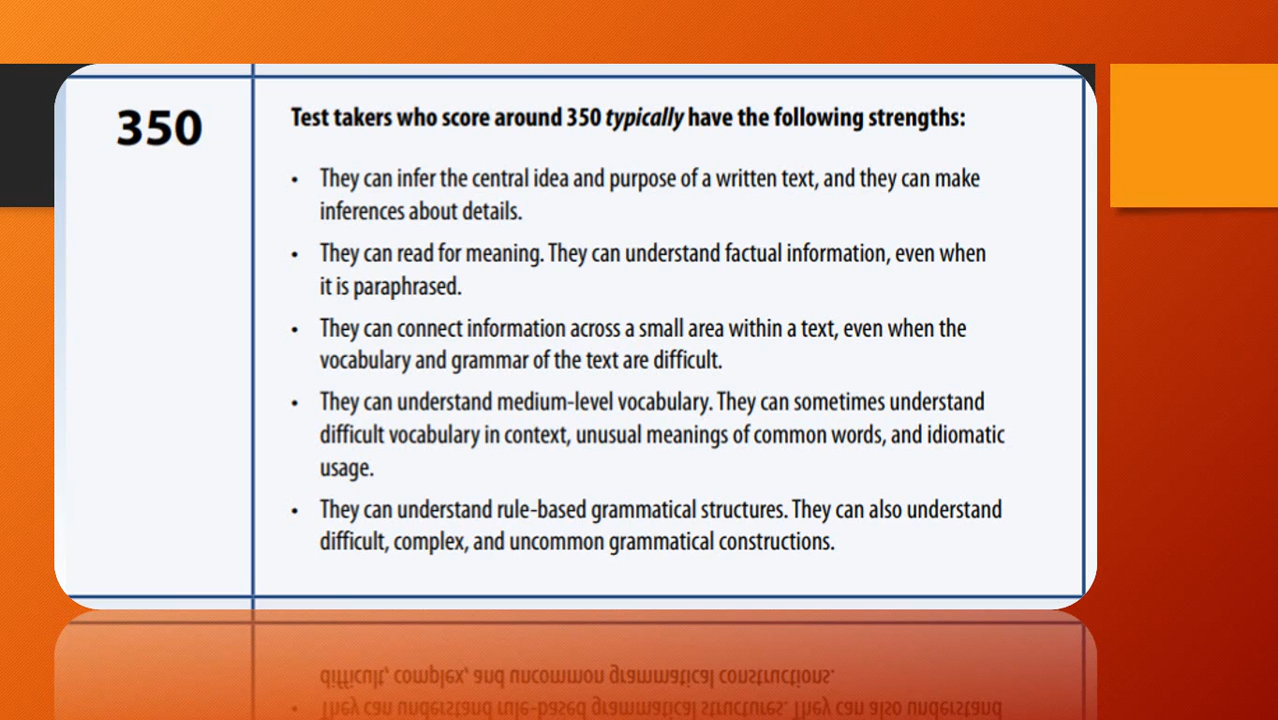 350
Test takers who score around 350 typically have the following strengths:
• They can infer the central idea and purpose of a written text, and they can make
inferences about details.
• They can read for meaning. They can understand factual information, even when
it is paraphrased.
• They can connect information across a small area within a text, even when the
vocabulary and grammar of the text are difficult.
• They can understand medium-level vocabulary. They can sometimes understand
difficult vocabulary in context, unusual meanings of common words, and idiomatic
usage.
• They can understand rule-based grammatical structures. They can also understand
difficult, complex, and uncommon grammatical constructions.